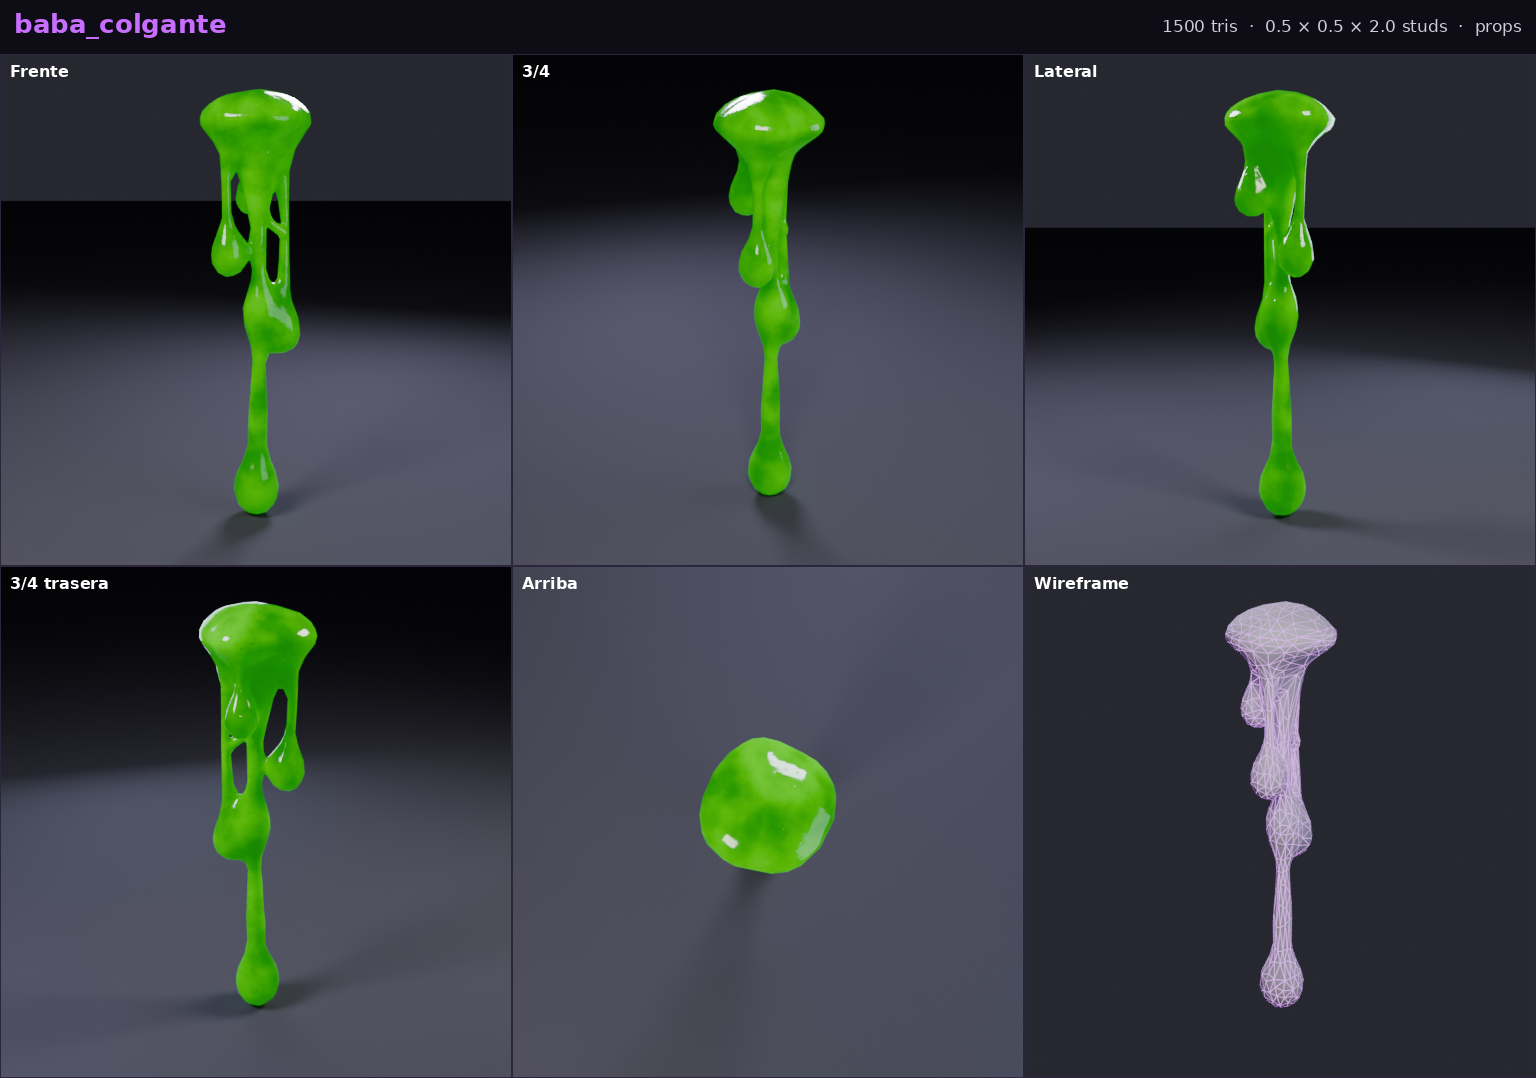 baba_colgante
1500 tris · 0.5 × 0.5 × 2.0 studs · props
Frente
3/4
Lateral
3/4 trasera
Arriba
Wireframe